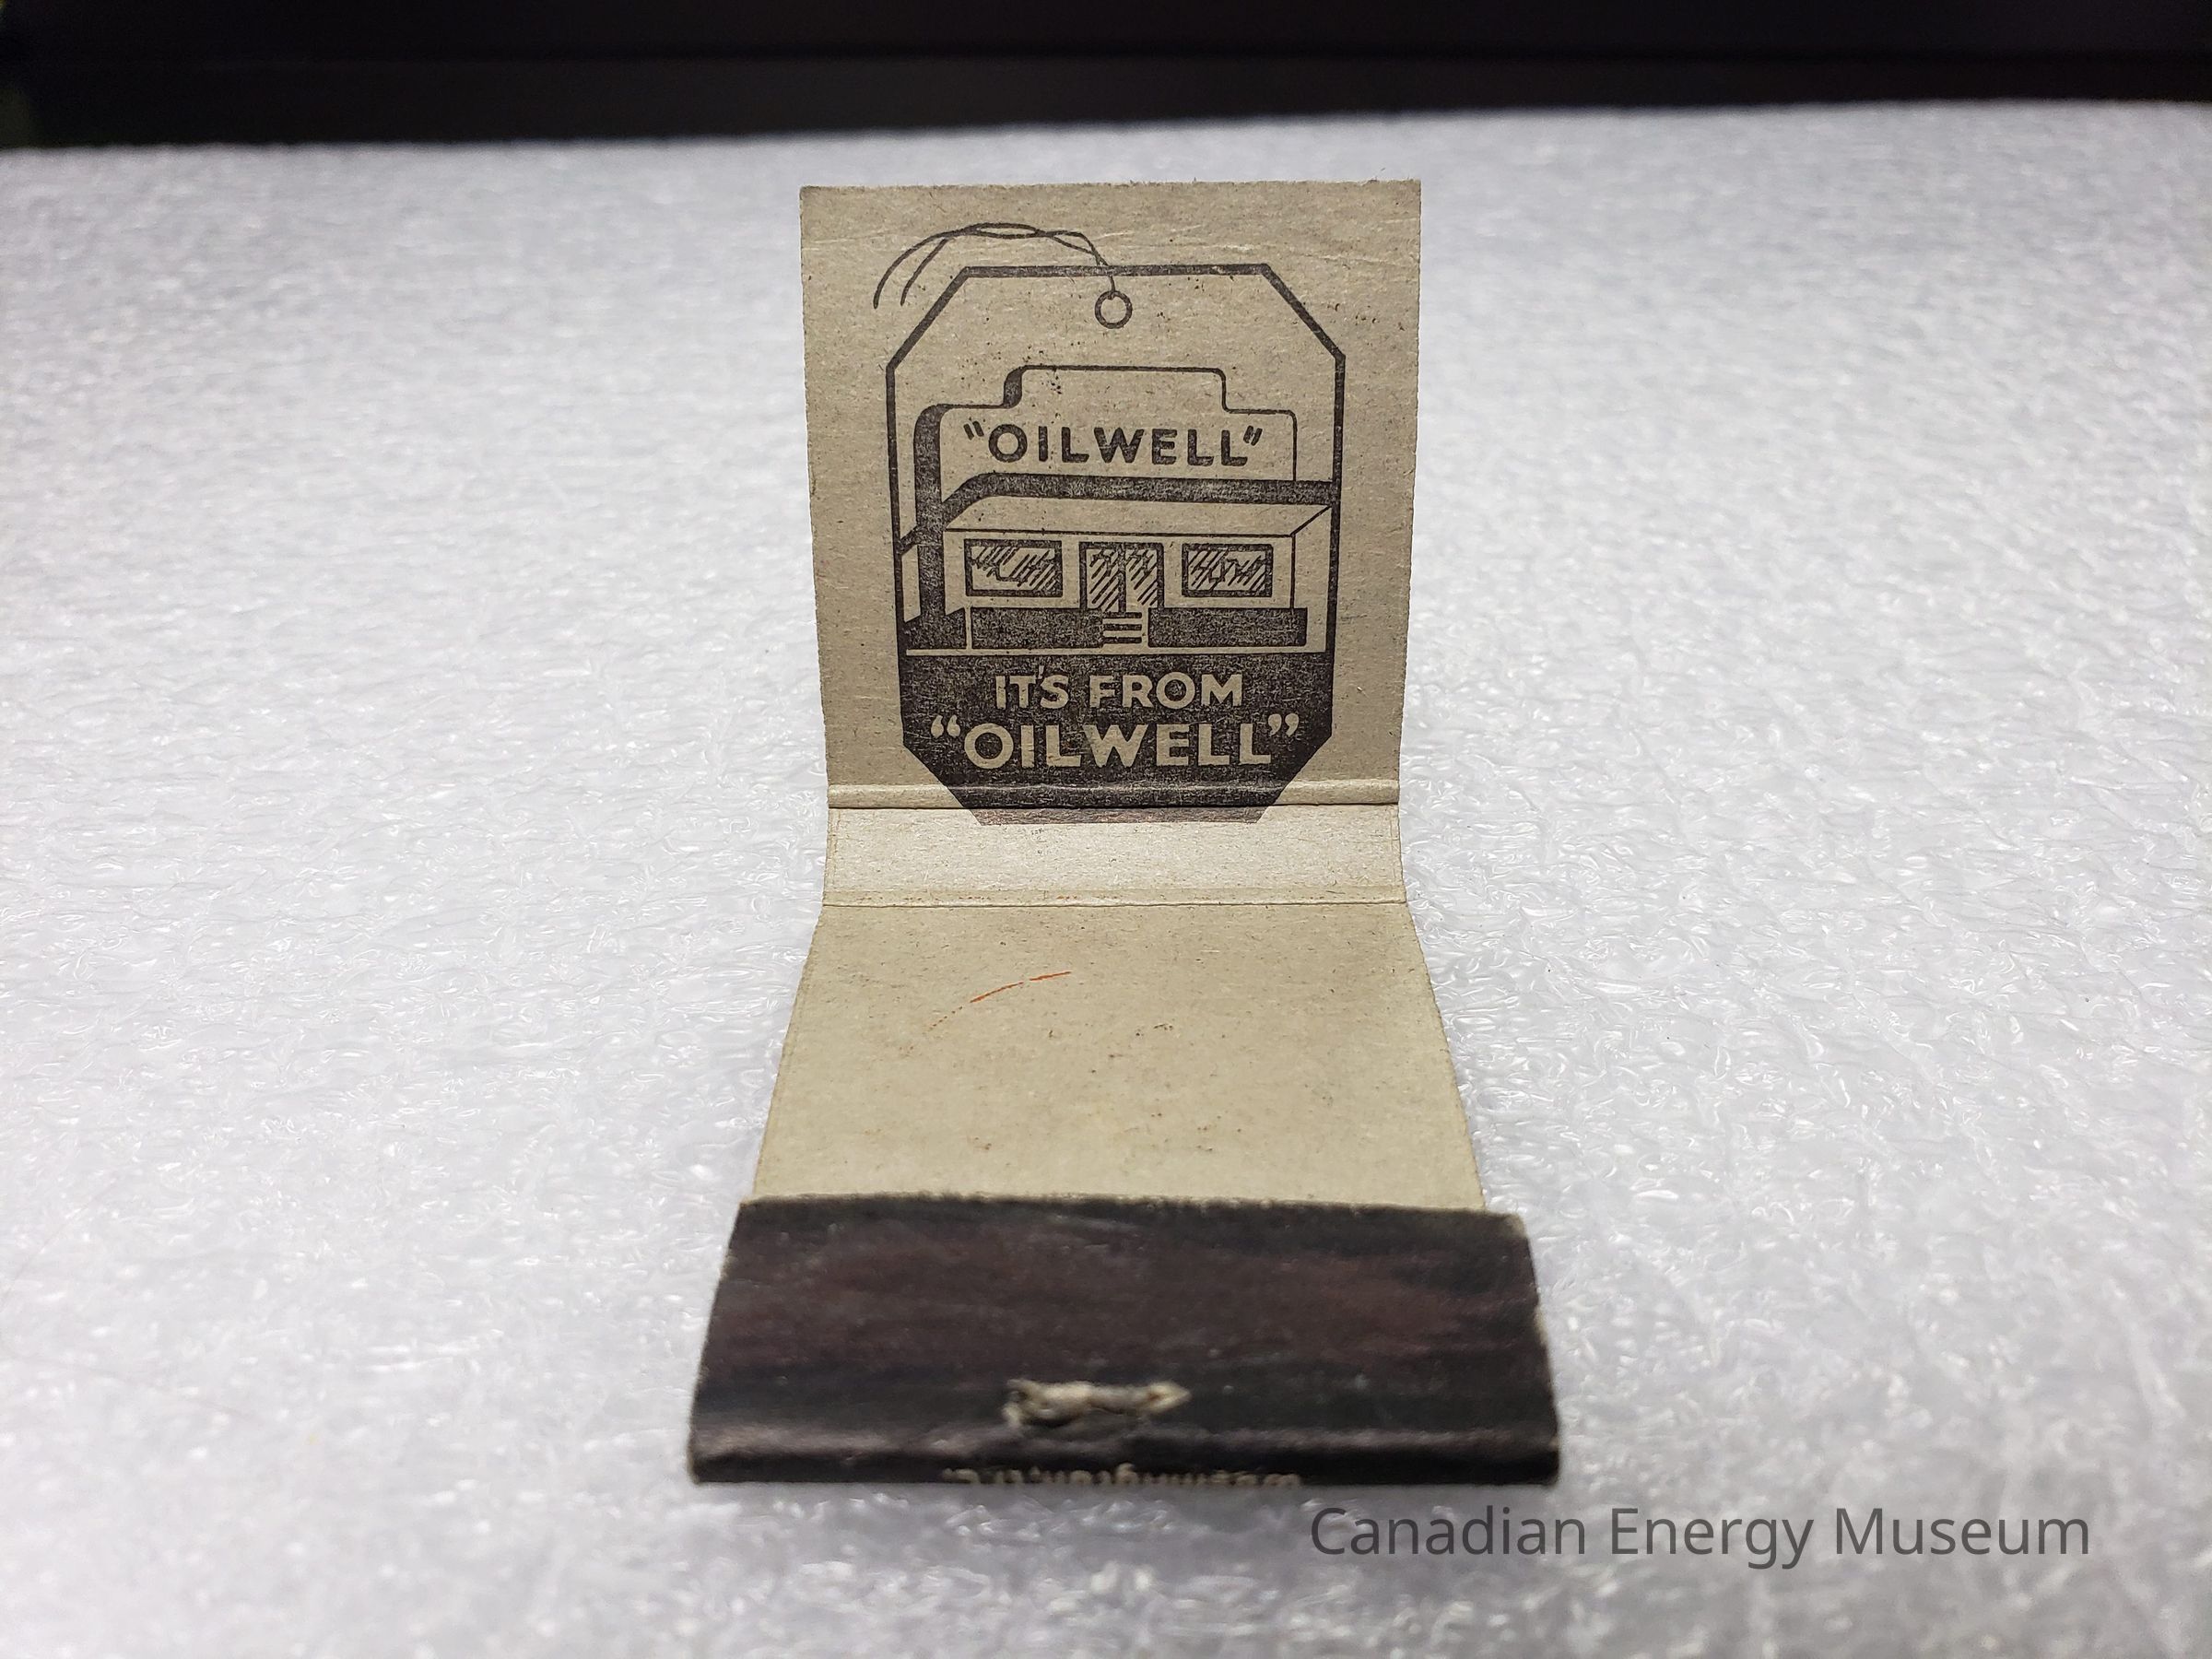 "OILWELL"
IT'S FROM
"OILWELL"
Canadian Energy Museum